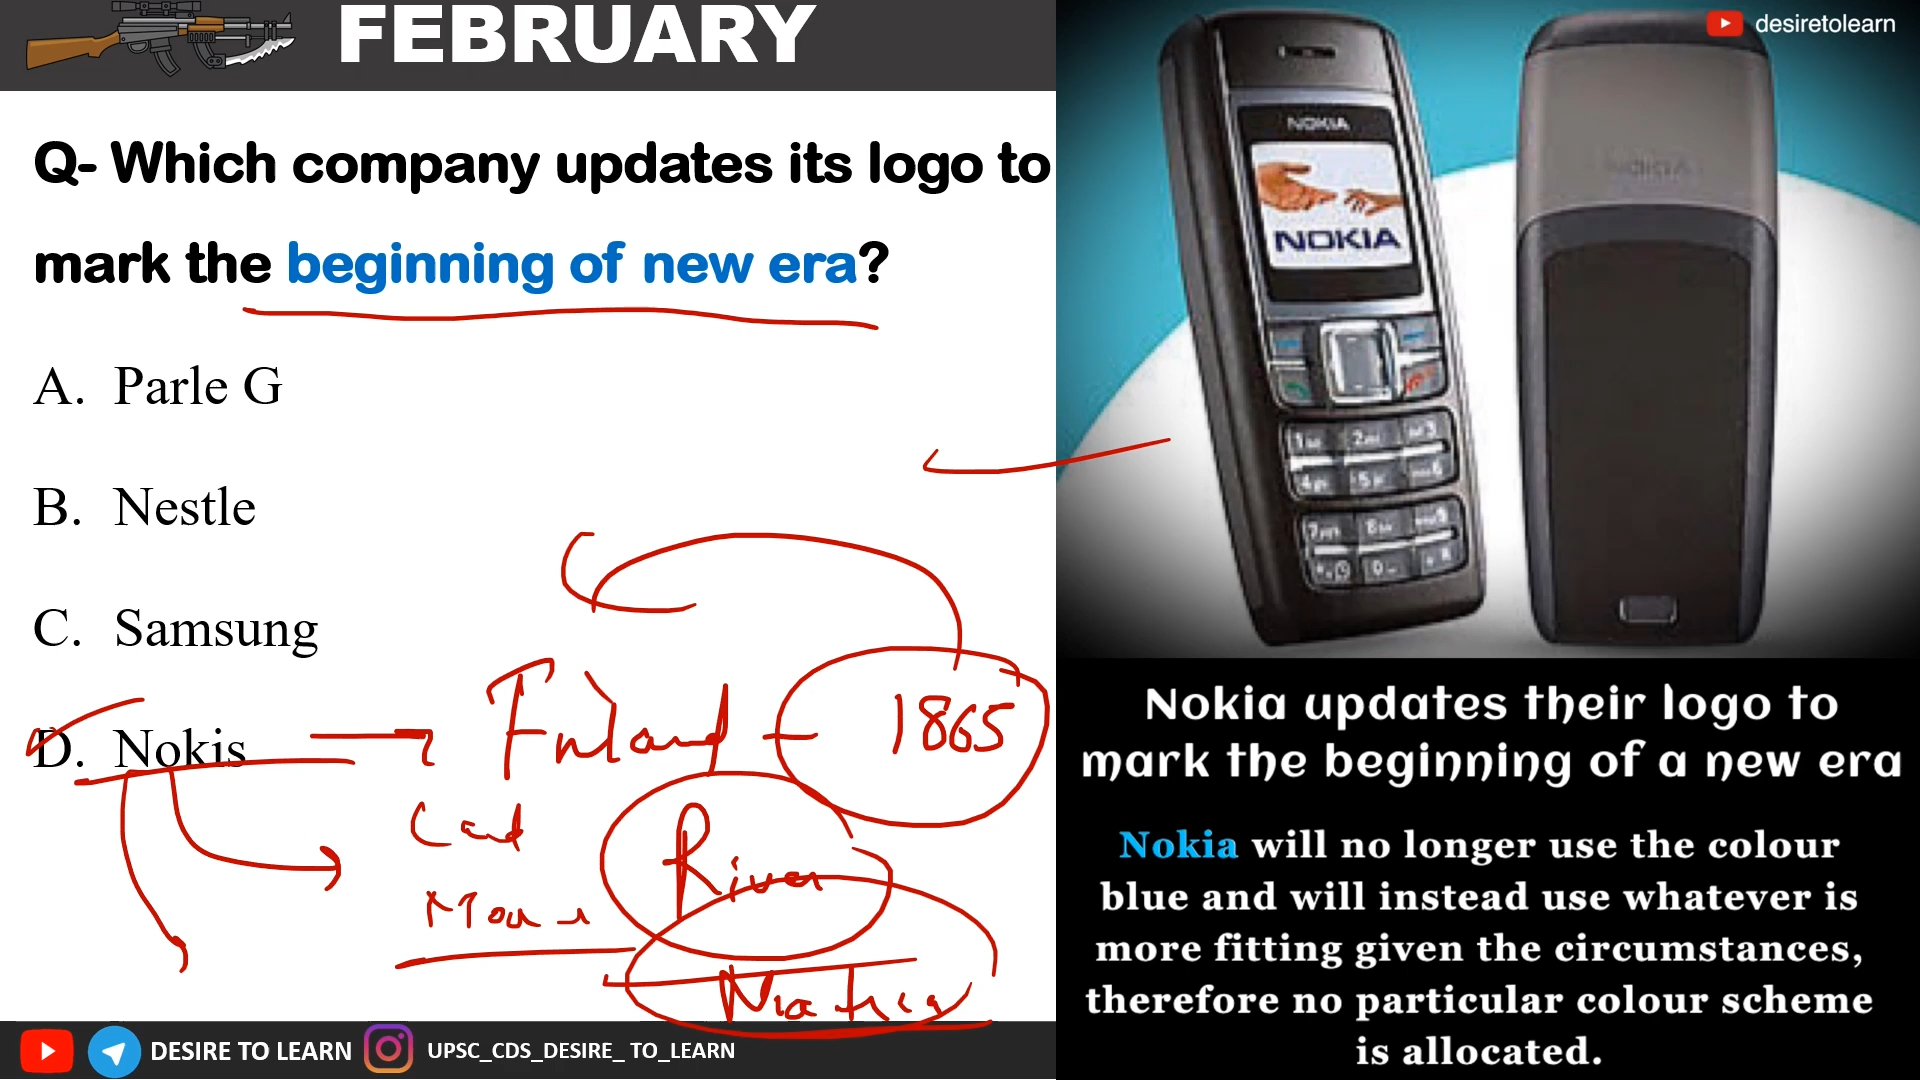 FEBRUARY
Q- Which company updates its logo to
mark the beginning of new era?
A. Parle G
B. Nestle
C. Samsung
D. Nokis
1865
River
DESIRE TO LEARN
UPSC_CDS_DESIRE_ TO_LEARN
desiretolearn
NOKIA
NOKIA
NOKIA
Nokia updates their logo to
mark the beginning of a new era
Nokia will no longer use the colour
blue and will instead use whatever is
more fitting given the circumstances,
therefore no particular colour scheme
is allocated.